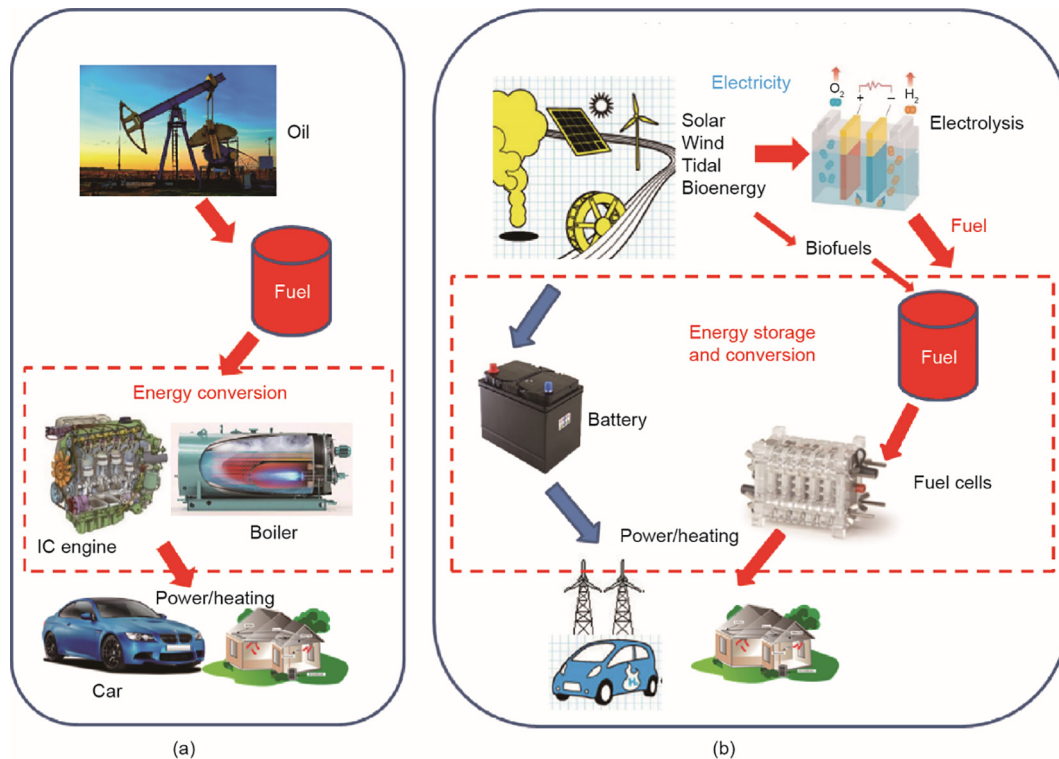 Oil
Fuel
Energy conversion
IC engine
Boiler
Power/heating
Car
(a)
Electricity
O2
H2
+
−
Electrolysis
Solar
Wind
Tidal
Bioenergy
Fuel
Biofuels
Energy storage
and conversion
Fuel
Battery
Fuel cells
Power/heating
H2
(b)